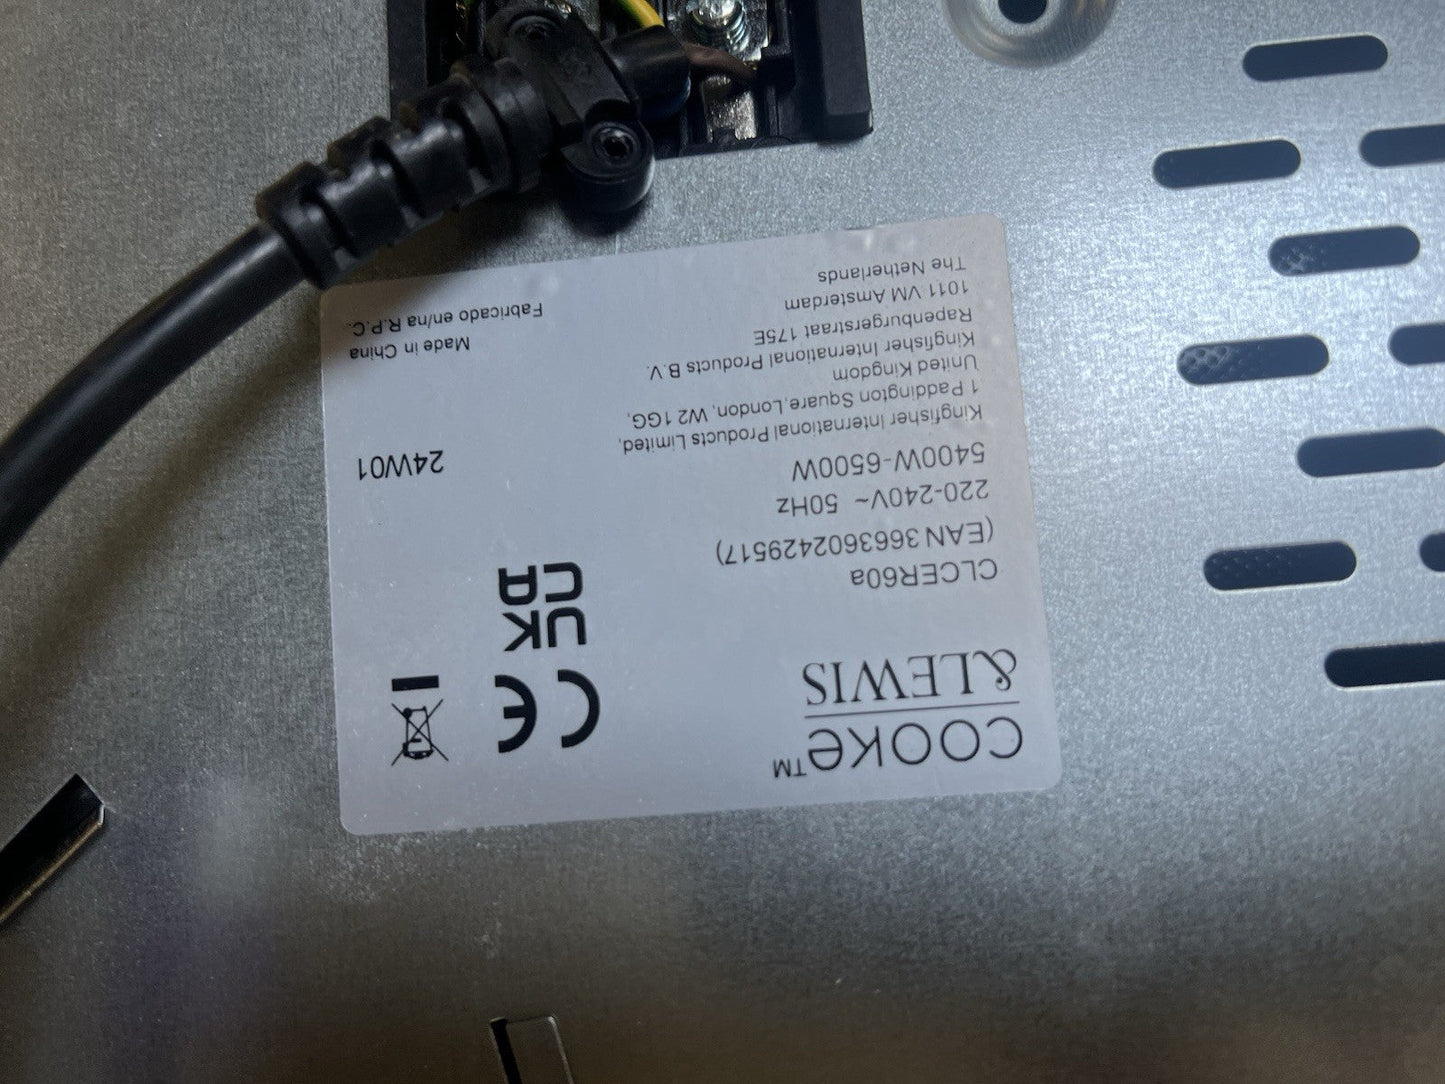 COOKE™
&LEWIS
CLCER60a
(EAN 3663602429517)
220-240V~ 50Hz
5400W-6500W
Kingfisher International Products Limited,
1 Paddington Square,London, W2 1GG,
United Kingdom
Kingfisher International Products B.V.
Rapenburgerstraat 175E
1011 VM Amsterdam
The Netherlands
CE
UK
CA
24W01
Made in China
Fabricado en/na R.P.C.